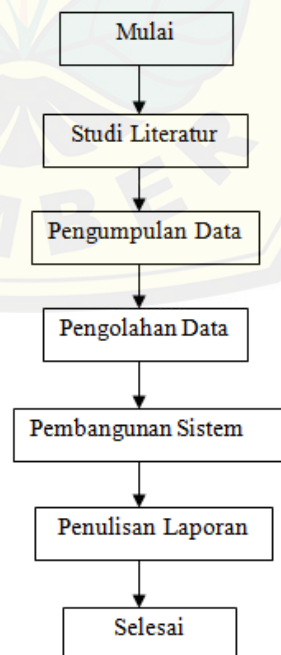 Mulai
Studi Literatur
Pengumpulan Data
Pengolahan Data
Pembangunan Sistem
Penulisan Laporan
Selesai